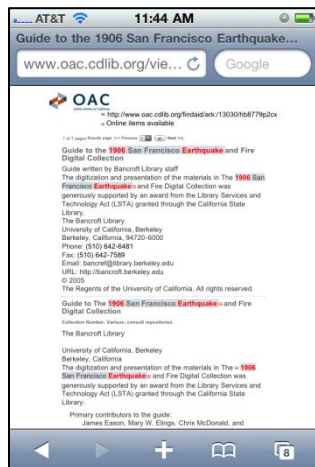 AT&T 11:44 AM
Guide to the 1906 San Francisco Earthquake...
www.oac.cdlib.org/vie... Google
OAC
http://www.oac.cdlib.org/findaid/ark:/13030/hb8779p2cx
Online items available
1 of 1 pages Results page: |<< Previous Next >>|
Guide to The 1906 San Francisco Earthquake and Fire
Digital Collection
Guide written by Bancroft Library staff
The digitization and presentation of the materials in The 1906 San
Francisco Earthquake and Fire Digital Collection was
generously supported by an award from the Library Services and
Technology Act (LSTA) granted through the California State
Library.
The Bancroft Library
University of California, Berkeley
Berkeley, California, 94720-6000
Phone: (510) 642-6481
Fax: (510) 642-7589
Email: bancref@library.berkeley.edu
URL: http://bancroft.berkeley.edu
© 2005
The Regents of the University of California. All rights reserved.
Guide to The 1906 San Francisco Earthquake and Fire
Digital Collection
Collection Number: Various; consult repositories
The Bancroft Library
University of California, Berkeley
Berkeley, California
The digitization and presentation of the materials in The 1906
San Francisco Earthquake and Fire Digital Collection was
generously supported by an award from the Library Services and
Technology Act (LSTA) granted through the California State
Library.
Primary contributors to the guide:
James Eason, Mary W. Elings, Chris McDonald, and
8